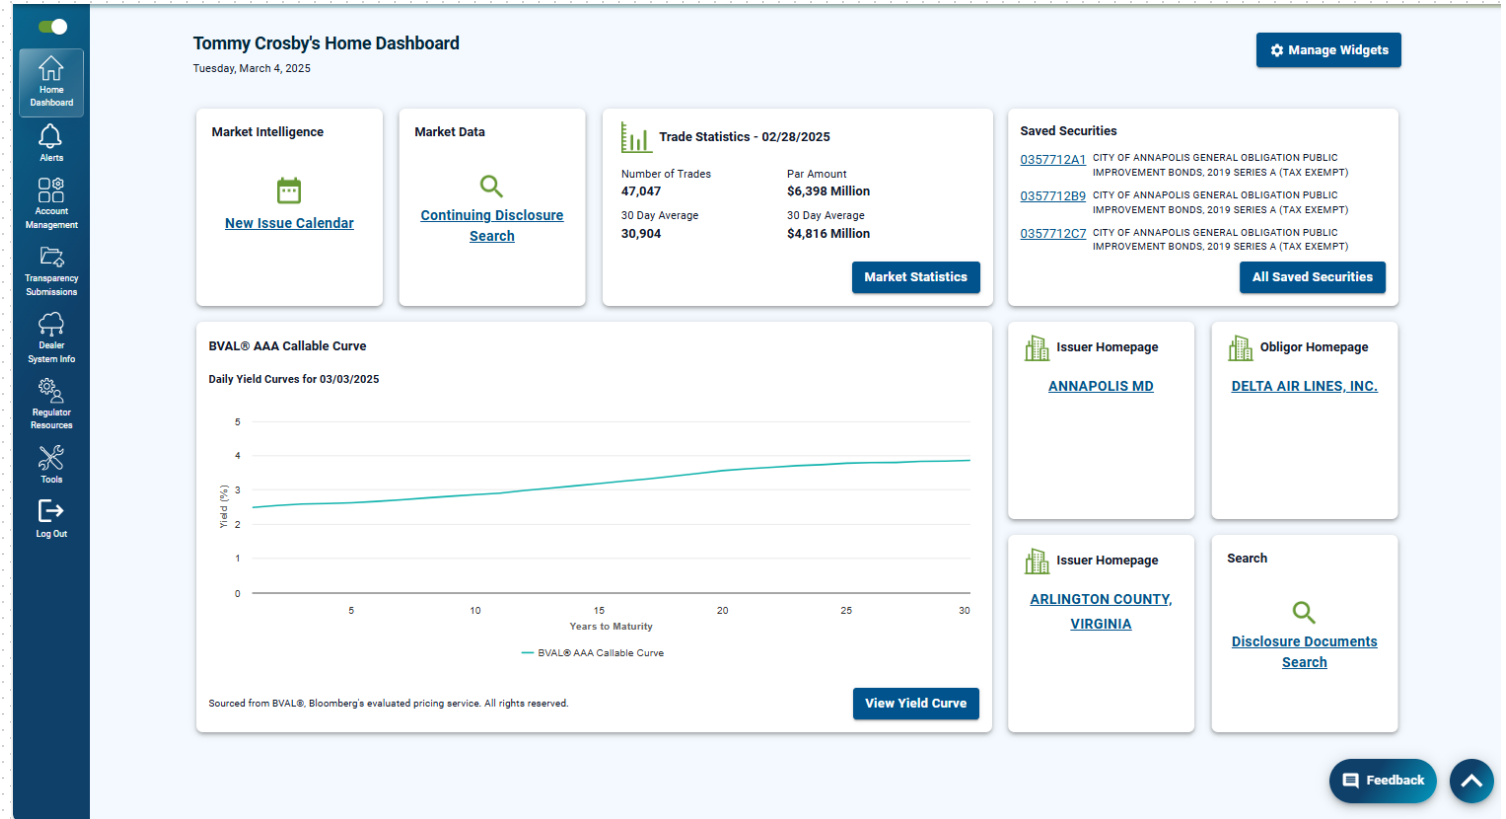 Home
Dashboard
Alerts
Account
Management
Transparency
Submissions
Dealer
System Info
Regulator
Resources
Tools
Log Out
Tommy Crosby's Home Dashboard
Tuesday, March 4, 2025
Manage Widgets
Market Intelligence
New Issue Calendar
Market Data
Continuing Disclosure
Search
Trade Statistics - 02/28/2025
Number of Trades
47,047
Par Amount
$6,398 Million
30 Day Average
30,904
30 Day Average
$4,816 Million
Market Statistics
Saved Securities
0357712A1 CITY OF ANNAPOLIS GENERAL OBLIGATION PUBLIC
IMPROVEMENT BONDS, 2019 SERIES A (TAX EXEMPT)
0357712B9 CITY OF ANNAPOLIS GENERAL OBLIGATION PUBLIC
IMPROVEMENT BONDS, 2019 SERIES A (TAX EXEMPT)
0357712C7 CITY OF ANNAPOLIS GENERAL OBLIGATION PUBLIC
IMPROVEMENT BONDS, 2019 SERIES A (TAX EXEMPT)
All Saved Securities
BVAL® AAA Callable Curve
Daily Yield Curves for 03/03/2025
5
4
3
2
1
0
Yield (%)
5 10 15 20 25 30
Years to Maturity
BVAL® AAA Callable Curve
Sourced from BVAL®, Bloomberg's evaluated pricing service. All rights reserved.
View Yield Curve
Issuer Homepage
ANNAPOLIS MD
Obligor Homepage
DELTA AIR LINES, INC.
Issuer Homepage
ARLINGTON COUNTY,
VIRGINIA
Search
Disclosure Documents
Search
Feedback